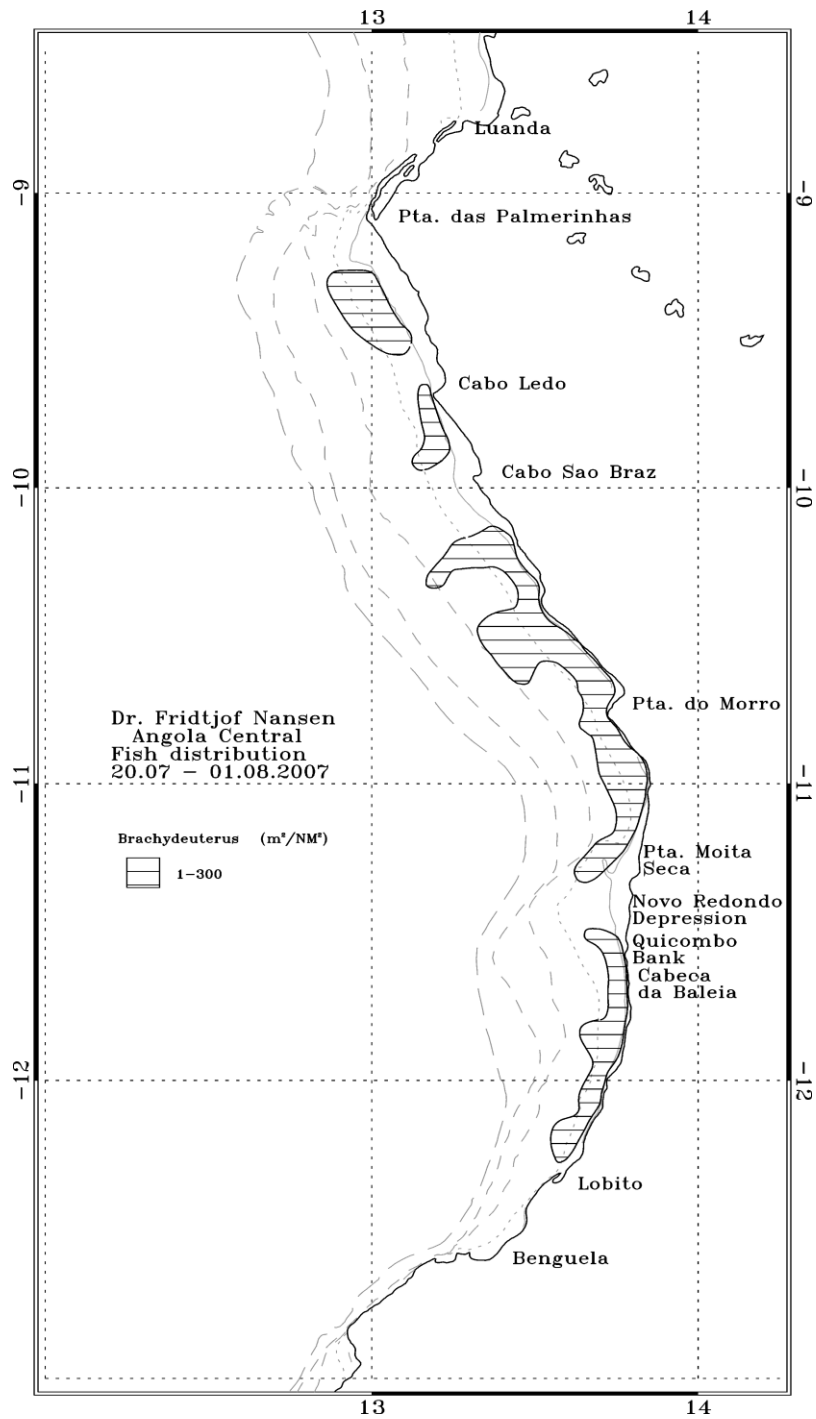 13 14
Luanda
-9 -9
Pta. das Palmerinhas
Cabo Ledo
Cabo Sao Braz
-10 -10
Pta. do Morro
Dr. Fridtjof Nansen
Angola Central
Fish distribution
20.07 - 01.08.2007
-11 -11
Brachydeuterus (m²/NM²)
1-300
Pta. Moita
Seca
Novo Redondo
Depression
Quicombo
Bank
Cabeca
da Baleia
-12 -12
Lobito
Benguela
13 14